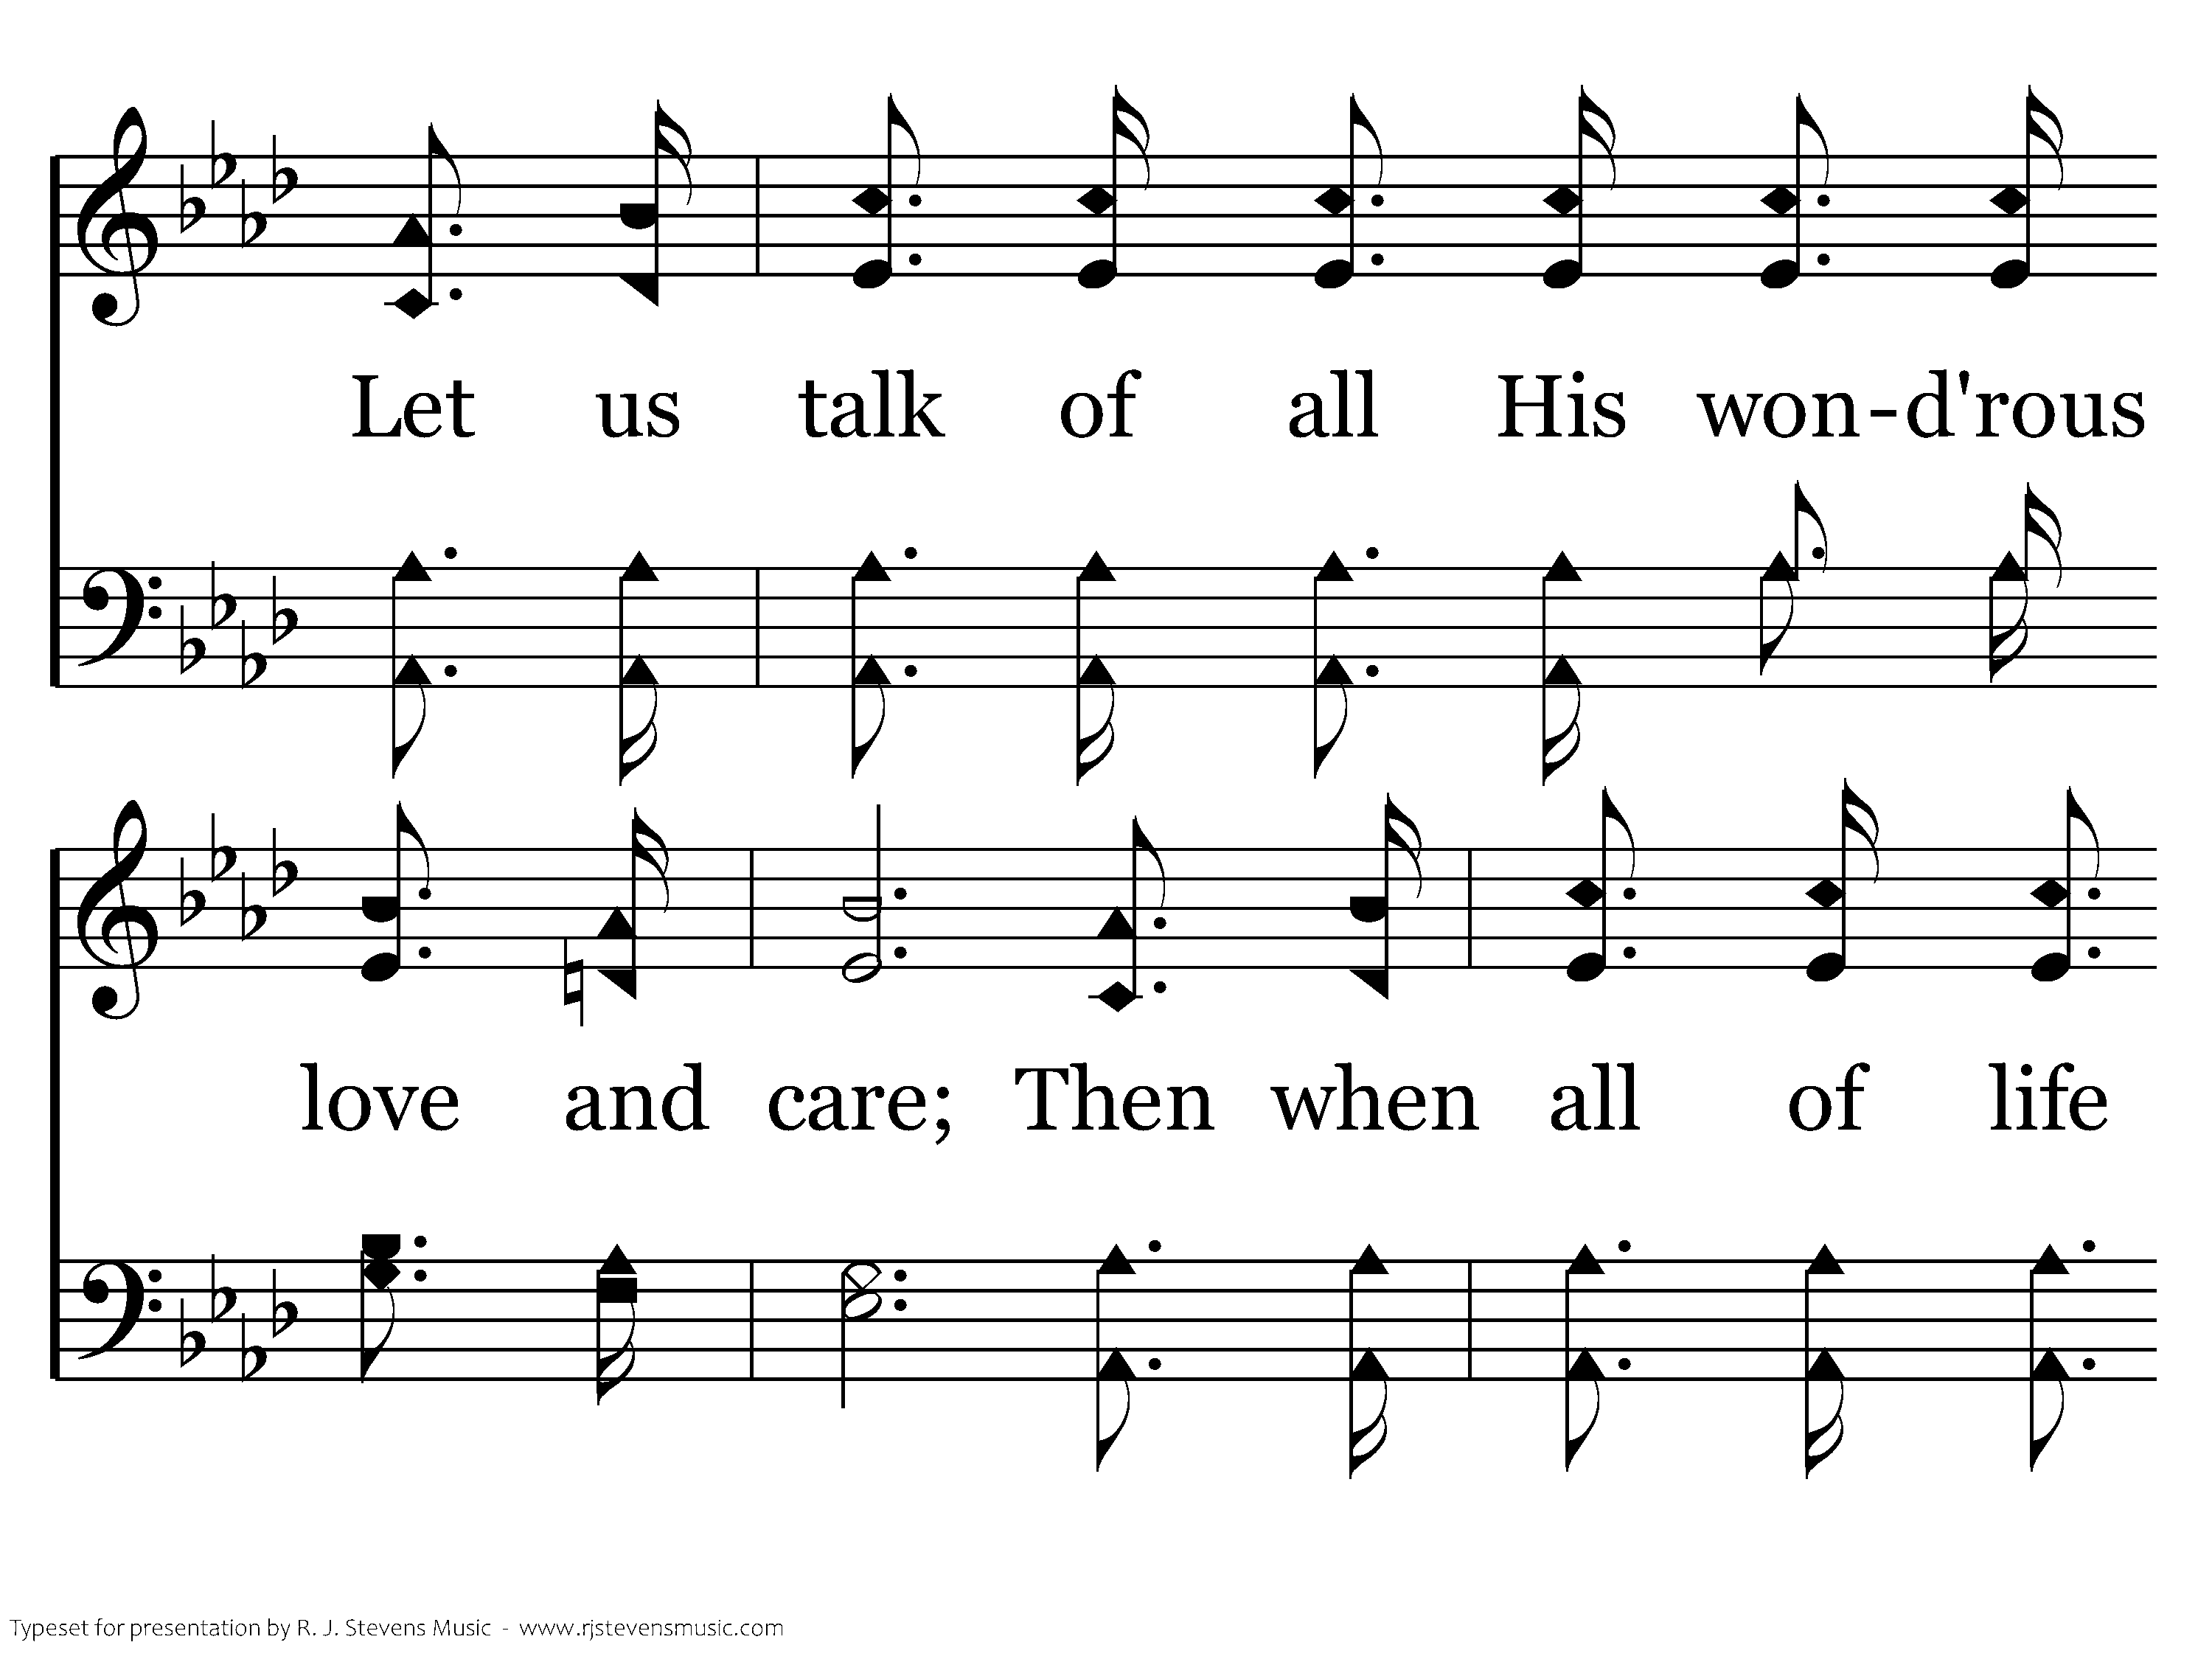 Let us talk of all His won-d'rous
love and care; Then when all of life
Typeset for presentation by R. J. Stevens Music - www.rjstevensmusic.com